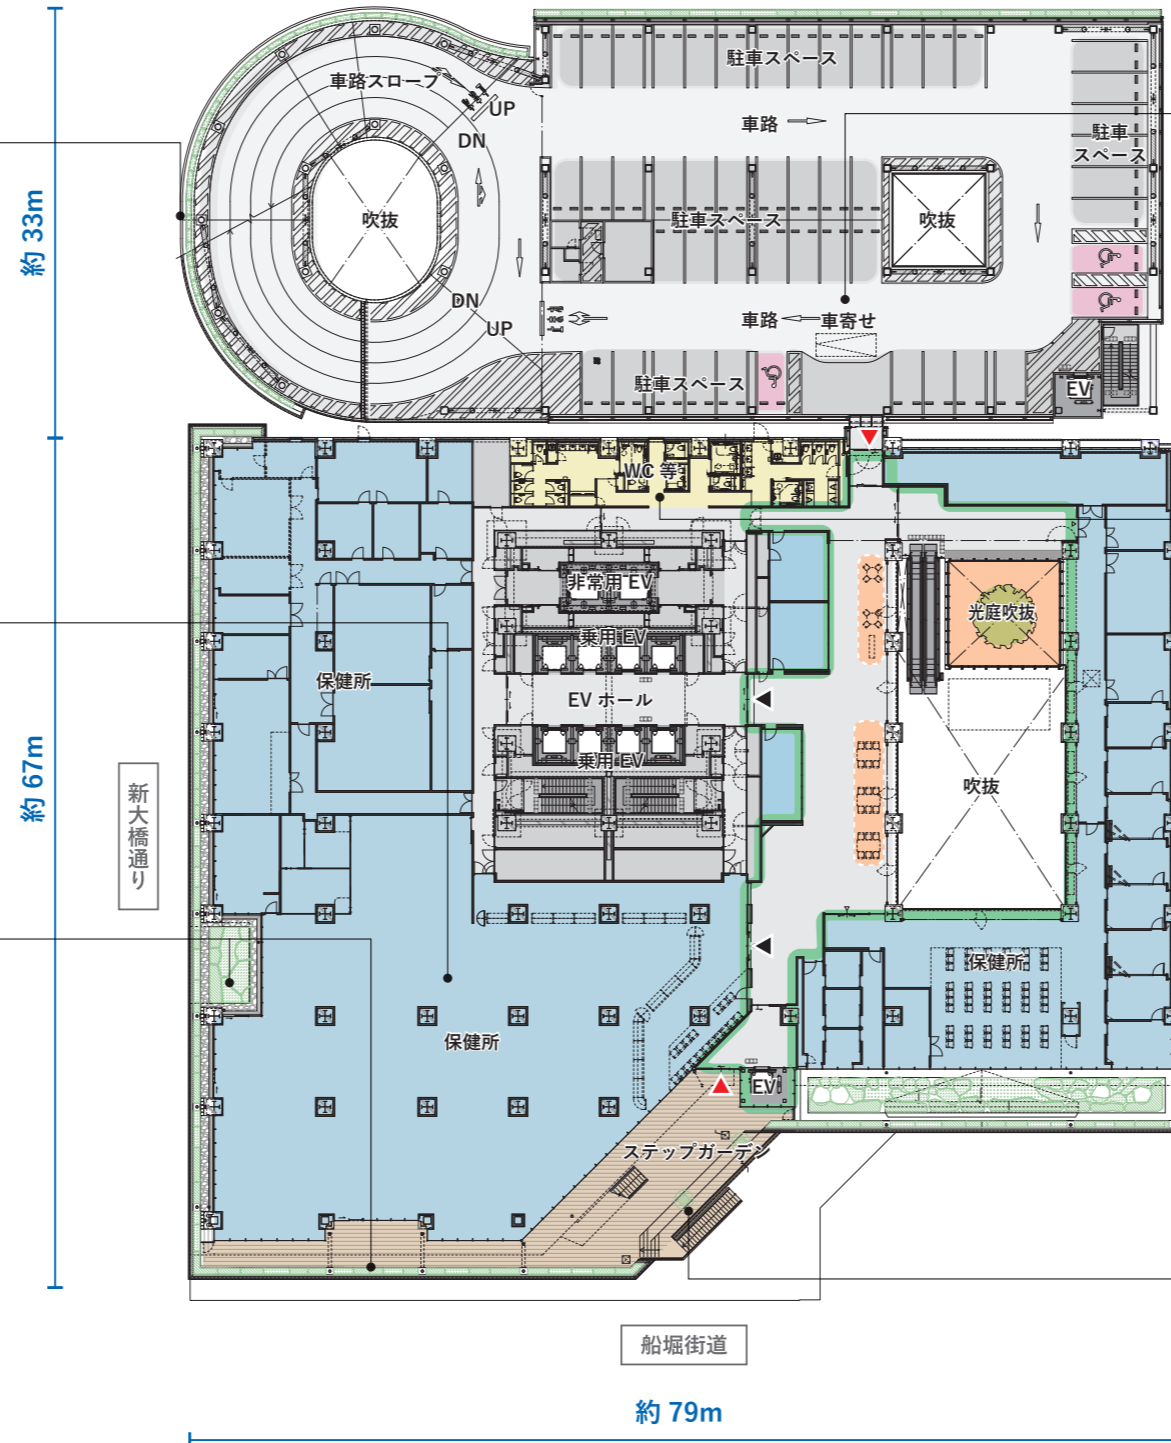 駐車スペース
車路スロープ
UP
車路
DN
駐車
スペース
約 33m
吹抜
駐車スペース
吹抜
DN
UP
車路
車寄せ
駐車スペース
EV
WC 等
非常用 EV
光庭吹抜
乗用 EV
保健所
EV ホール
乗用 EV
吹抜
約 67m
新大橋通り
保健所
保健所
EV
ステップガーデン
船堀街道
約 79m